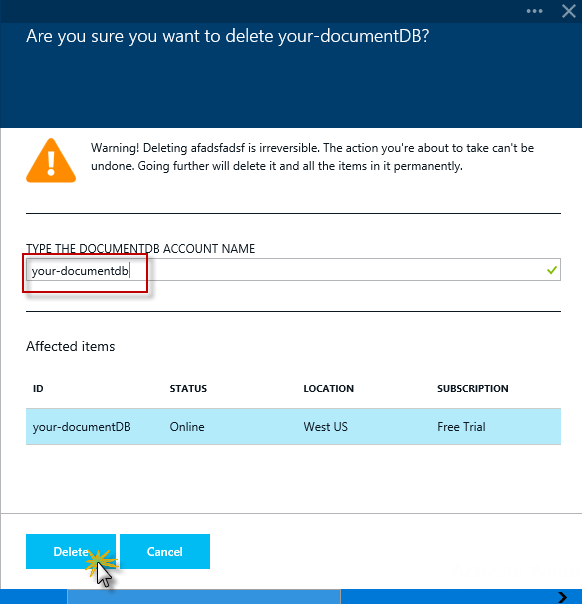 Are you sure you want to delete your-documentDB?
Warning! Deleting afadsfadsf is irreversible. The action you're about to take can't be
undone. Going further will delete it and all the items in it permanently.
TYPE THE DOCUMENTDB ACCOUNT NAME
your-documentdb
Affected items
ID STATUS LOCATION SUBSCRIPTION
your-documentDB Online West US Free Trial
Delete Cancel